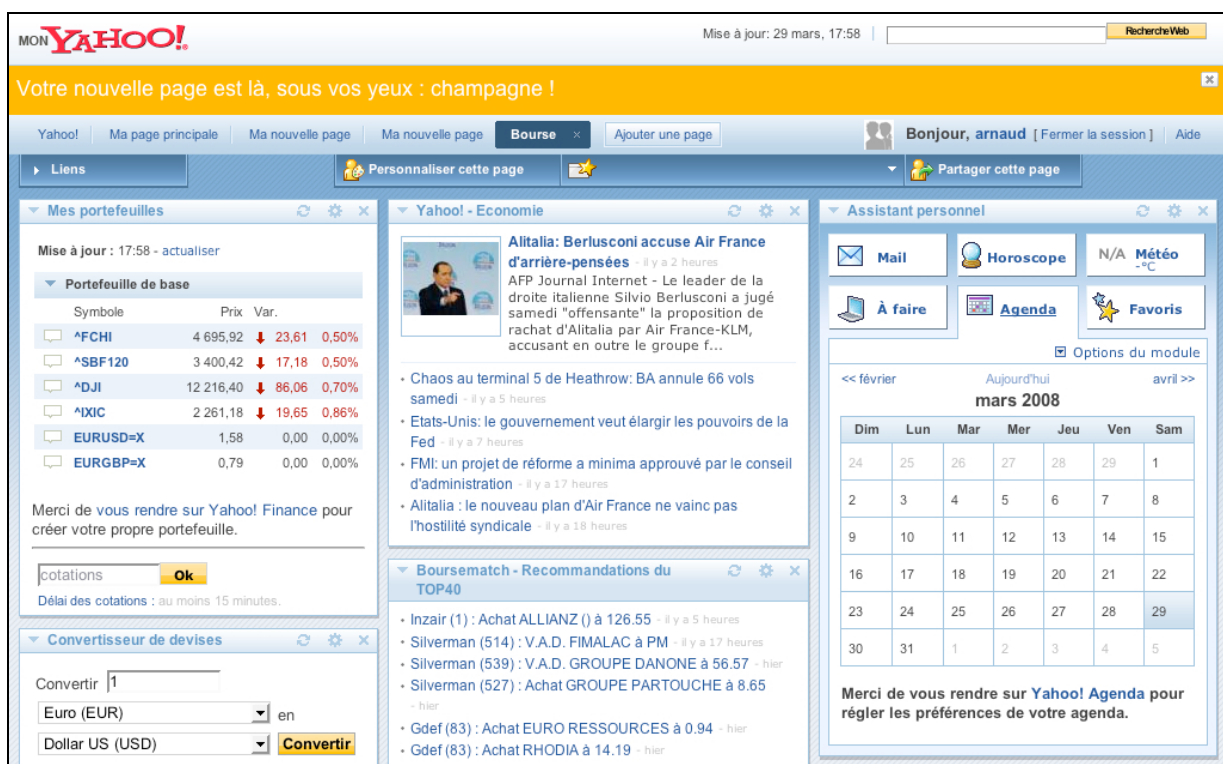 MON YAHOO!
Mise à jour: 29 mars, 17:58
RechercheWeb
Votre nouvelle page est là, sous vos yeux : champagne !
Yahoo! Ma page principale Ma nouvelle page Ma nouvelle page Bourse × Ajouter une page
Bonjour, arnaud [ Fermer la session ] Aide
Liens
Personnaliser cette page
Partager cette page
Mes portefeuilles
Mise à jour : 17:58 - actualiser
Portefeuille de base
Symbole Prix Var.
^FCHI 4 695,92 23,61 0,50%
^SBF120 3 400,42 17,18 0,50%
^DJI 12 216,40 86,06 0,70%
^IXIC 2 261,18 19,65 0,86%
EURUSD=X 1,58 0,00 0,00%
EURGBP=X 0,79 0,00 0,00%
Merci de vous rendre sur Yahoo! Finance pour
créer votre propre portefeuille.
cotations Ok
Délai des cotations : au moins 15 minutes.
Convertisseur de devises
Convertir 1
Euro (EUR) en
Dollar US (USD) Convertir
Yahoo! - Economie
Alitalia: Berlusconi accuse Air France
d'arrière-pensées - il y a 2 heures
AFP Journal Internet - Le leader de la
droite italienne Silvio Berlusconi a jugé
samedi "offensante" la proposition de
rachat d'Alitalia par Air France-KLM,
accusant en outre le groupe f...
• Chaos au terminal 5 de Heathrow: BA annule 66 vols
samedi - il y a 5 heures
• Etats-Unis: le gouvernement veut élargir les pouvoirs de la
Fed - il y a 7 heures
• FMI: un projet de réforme a minima approuvé par le conseil
d'administration - il y a 17 heures
• Alitalia : le nouveau plan d'Air France ne vainc pas
l'hostilité syndicale - il y a 18 heures
Boursematch - Recommandations du
TOP40
• Inzair (1) : Achat ALLIANZ () à 126.55 - il y a 5 heures
• Silverman (514) : V.A.D. FIMALAC à PM - il y a 17 heures
• Silverman (539) : V.A.D. GROUPE DANONE à 56.57 - hier
• Silverman (527) : Achat GROUPE PARTOUCHE à 8.65
- hier
• Gdef (83) : Achat EURO RESSOURCES à 0.94 - hier
• Gdef (83) : Achat RHODIA à 14.19 - hier
Assistant personnel
Mail Horoscope N/A Météo
-°C
À faire Agenda Favoris
Options du module
<< février Aujourd'hui avril >>
mars 2008
Dim Lun Mar Mer Jeu Ven Sam
24 25 26 27 28 29 1
2 3 4 5 6 7 8
9 10 11 12 13 14 15
16 17 18 19 20 21 22
23 24 25 26 27 28 29
30 31 1 2 3 4 5
Merci de vous rendre sur Yahoo! Agenda pour
régler les préférences de votre agenda.